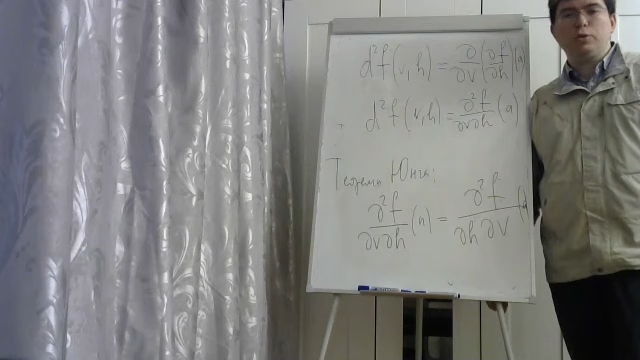 d²f(v,h) = ∂/∂v (∂f/∂h)(a)
d²f(v,h) = ∂²f/∂v∂h (a)
Теорема Юнга:
∂²f/∂v∂h (a) = ∂²f/∂h∂v (a)